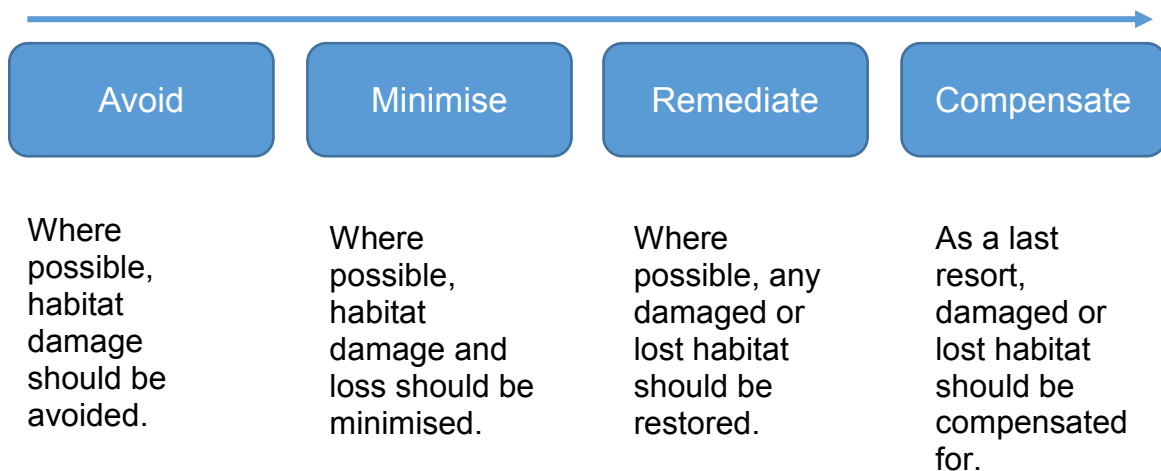 Avoid
Minimise
Remediate
Compensate
Where
possible,
habitat
damage
should be
avoided.
Where
possible,
habitat
damage and
loss should be
minimised.
Where
possible, any
damaged or
lost habitat
should be
restored.
As a last
resort,
damaged or
lost habitat
should be
compensated
for.